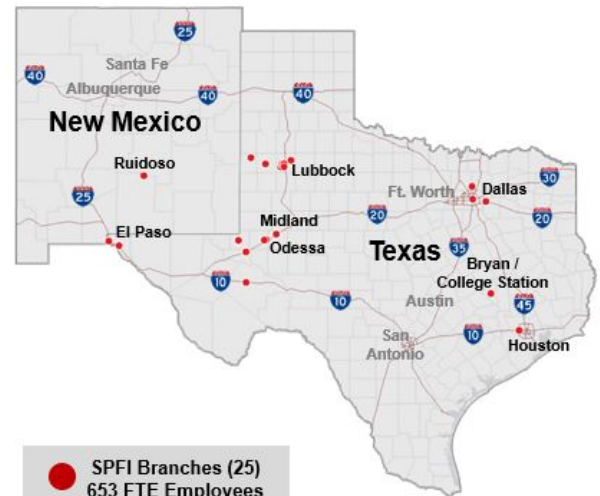 25
Santa Fe
40
40
40
Albuquerque
New Mexico
Ruidoso
Lubbock
30
Ft. Worth
Dallas
25
20
20
El Paso
Midland
Odessa
Texas
35
Bryan /
College Station
10
10
Austin
45
San
Antonio
10
Houston
SPFI Branches (25)
653 FTE Employees